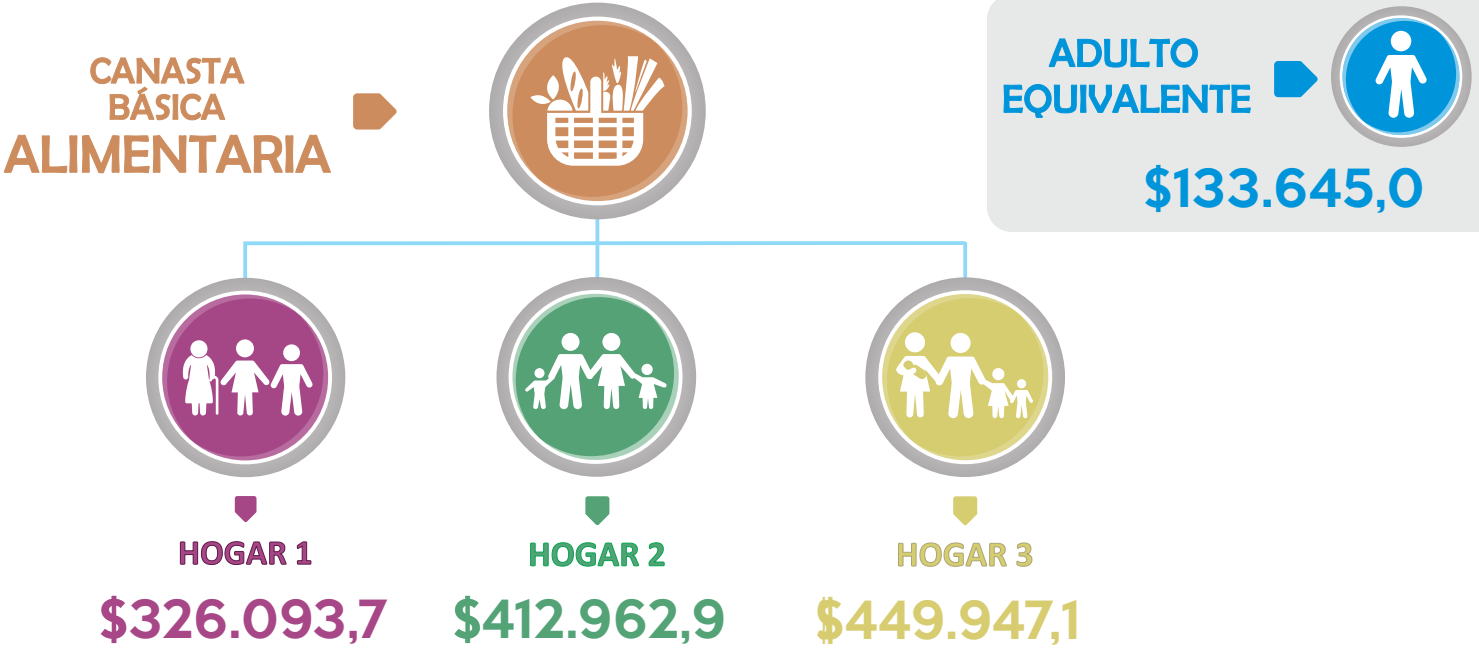 CANASTA
BÁSICA
ALIMENTARIA
ADULTO
EQUIVALENTE
$133.645,0
HOGAR 1
HOGAR 2
HOGAR 3
$326.093,7
$412.962,9
$449.947,1